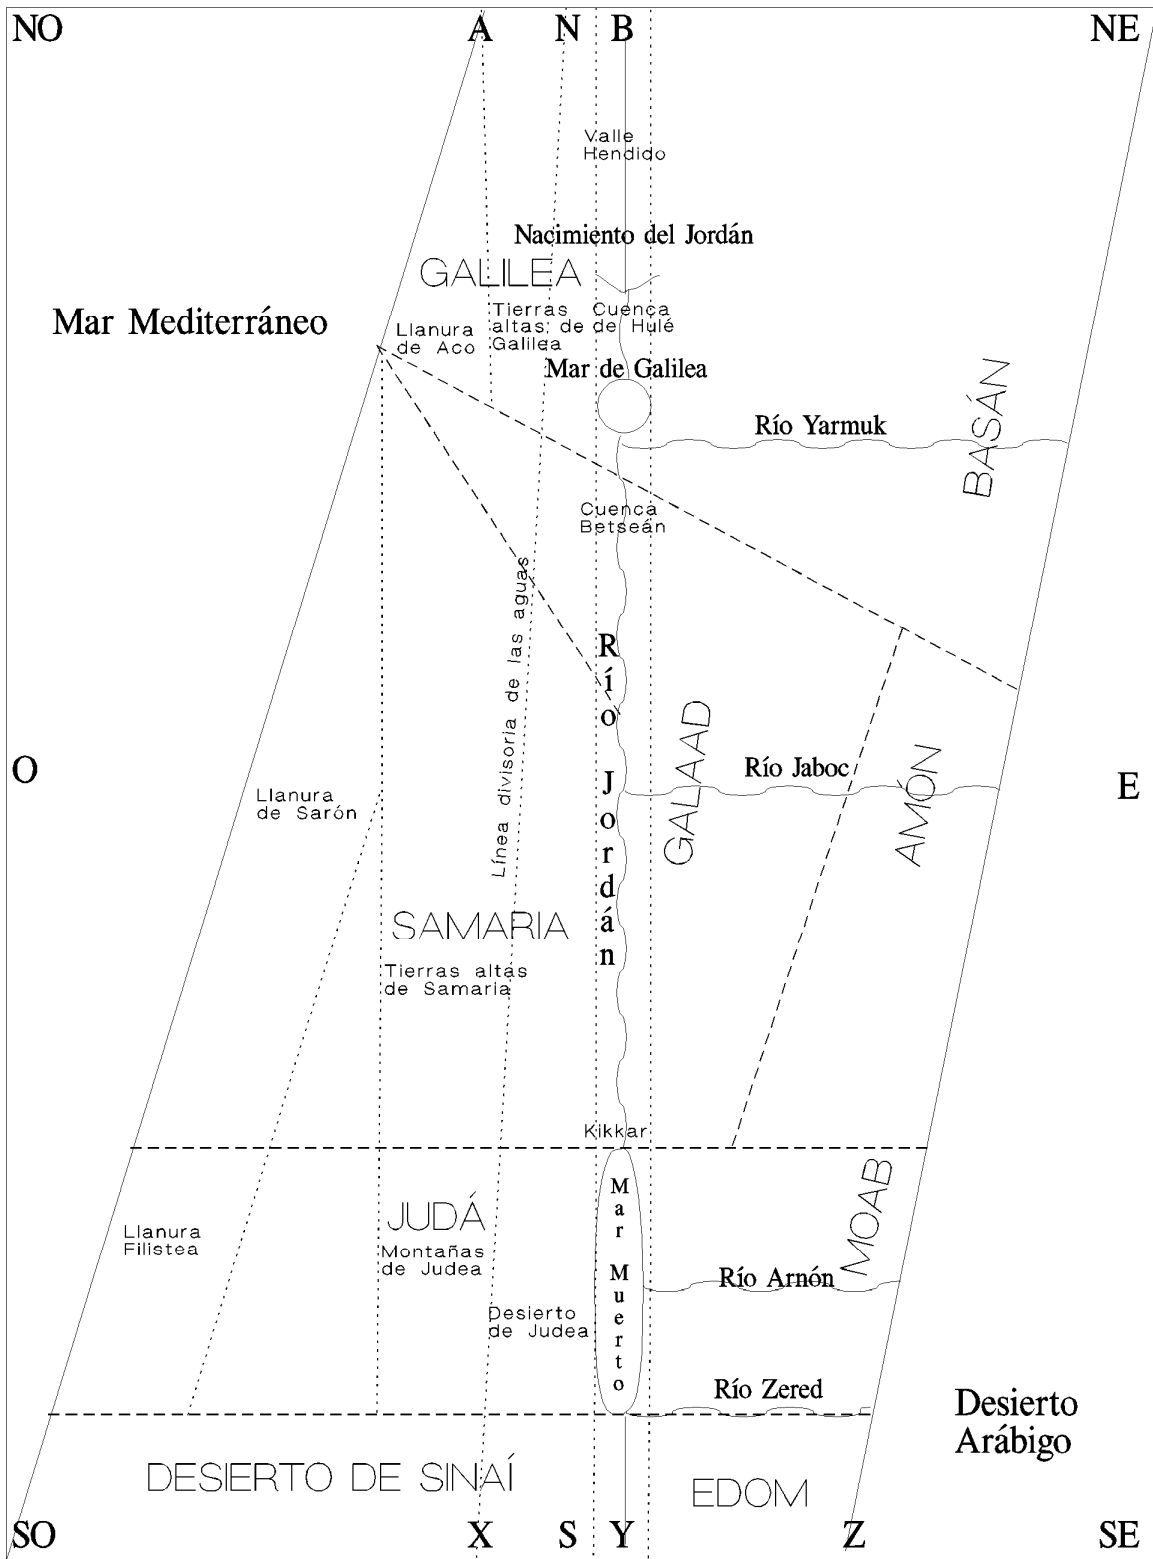 NO A N B NE
Valle
Hendido
Nacimiento del Jordán
GALILEA
Mar Mediterráneo
Llanura
de Aco
Tierras
altas de
Galilea
Cuenca
de Hulé
Mar de Galilea
BASÁN
Río Yarmuk
Cuenca
Betseán
Línea divisoria de las aguas
Río Jordán
GALAAD
AMÓN
Río Jaboc
O
E
Llanura
de Sarón
SAMARIA
Tierras altas
de Samaria
Kikkar
MOAB
Mar Muerto
JUDÁ
Llanura
Filistea
Montañas
de Judea
Río Arnón
Desierto
de Judea
Río Zered
Desierto
Arábigo
DESIERTO DE SINAÍ
EDOM
SO X S Y Z SE